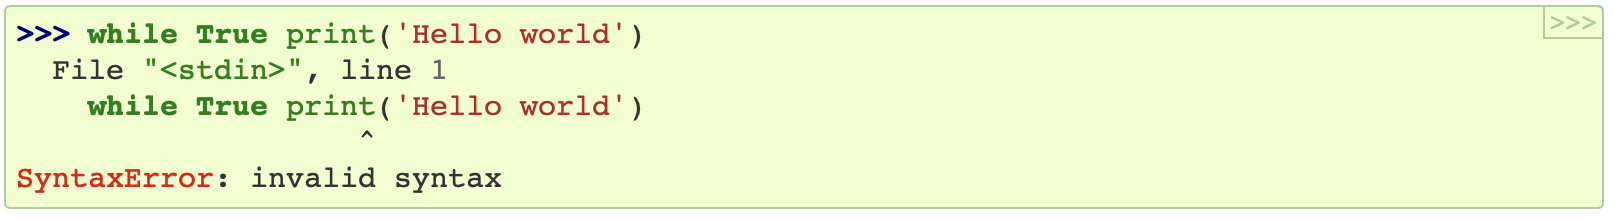 >>> while True print('Hello world')
>>>
  File "<stdin>", line 1
    while True print('Hello world')
                   ^
SyntaxError: invalid syntax